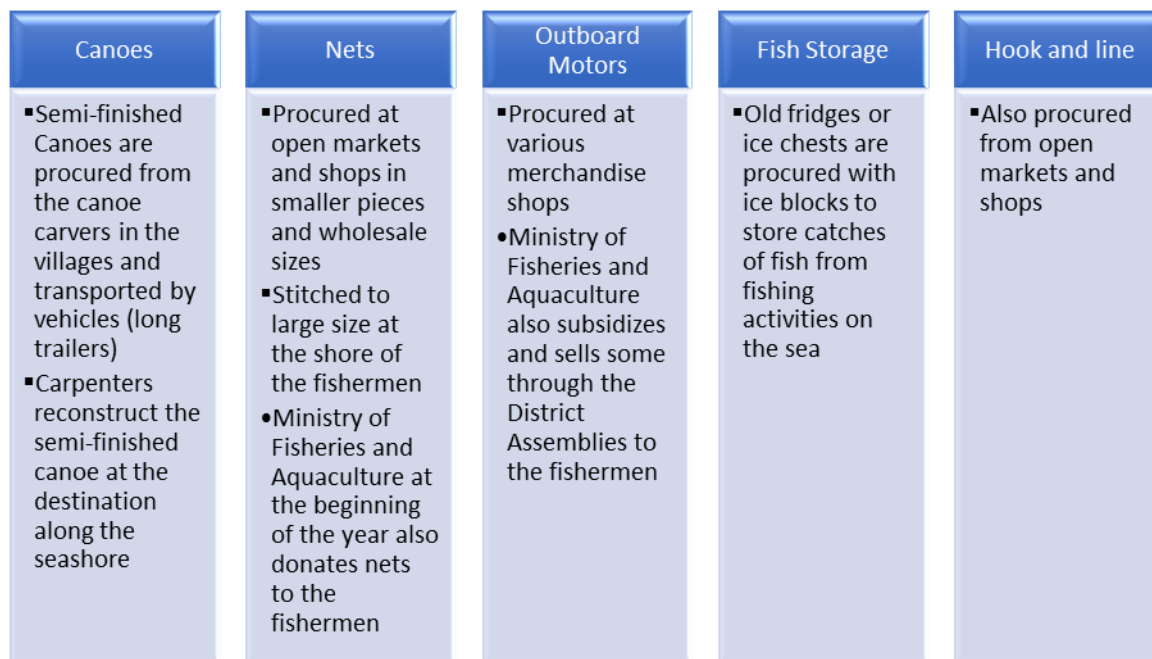 Canoes
▪Semi-finished
Canoes are
procured from
the canoe
carvers in the
villages and
transported by
vehicles (long
trailers)
▪Carpenters
reconstruct the
semi-finished
canoe at the
destination
along the
seashore
Nets
▪Procured at
open markets
and shops in
smaller pieces
and wholesale
sizes
▪Stitched to
large size at
the shore of
the fishermen
•Ministry of
Fisheries and
Aquaculture at
the beginning
of the year also
donates nets
to the
fishermen
Outboard
Motors
▪Procured at
various
merchandise
shops
•Ministry of
Fisheries and
Aquaculture
also subsidizes
and sells some
through the
District
Assemblies to
the fishermen
Fish Storage
▪Old fridges or
ice chests are
procured with
ice blocks to
store catches
of fish from
fishing
activities on
the sea
Hook and line
▪Also procured
from open
markets and
shops